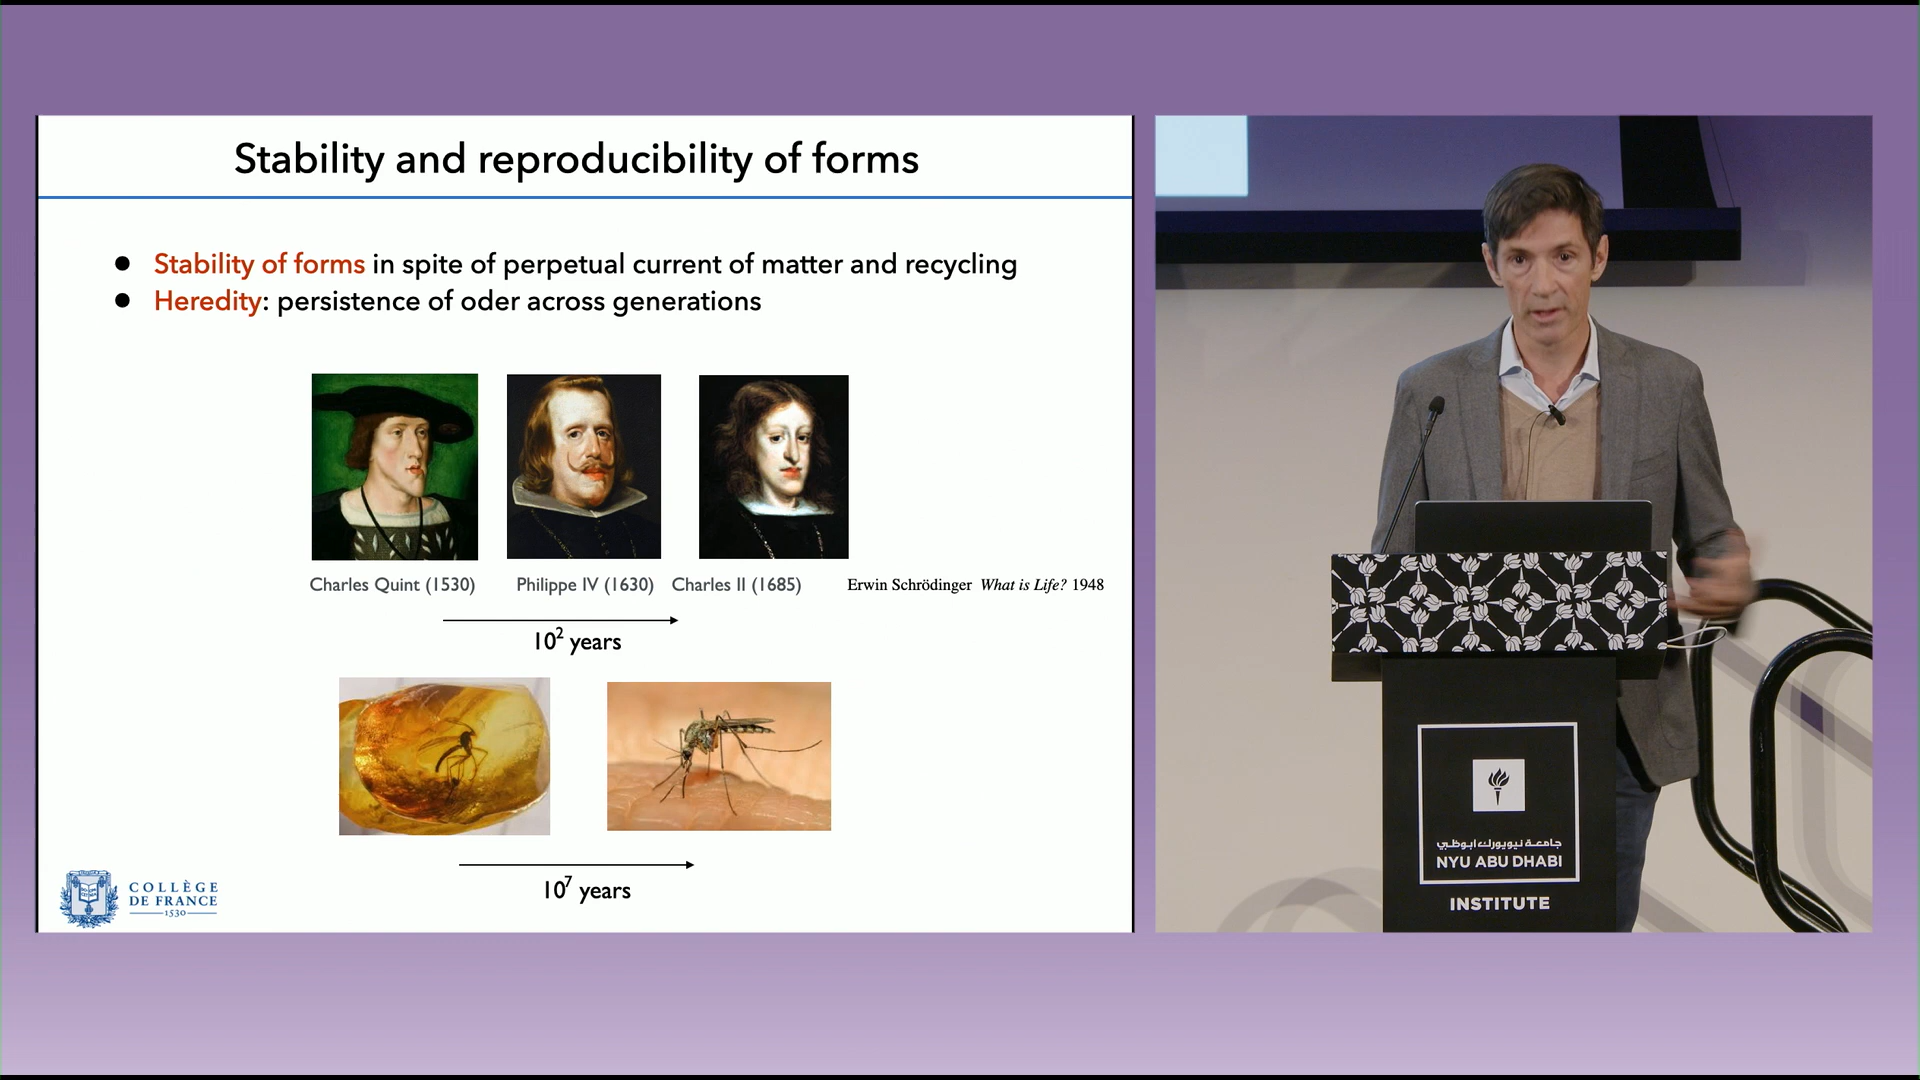 Stability and reproducibility of forms
● Stability of forms in spite of perpetual current of matter and recycling
● Heredity: persistence of oder across generations
Charles Quint (1530)
Philippe IV (1630)
Charles II (1685)
Erwin Schrödinger What is Life? 1948
10² years
10⁷ years
COLLÈGE
DE FRANCE
1530
جامعة نيويورك أبوظبي
NYU ABU DHABI
INSTITUTE